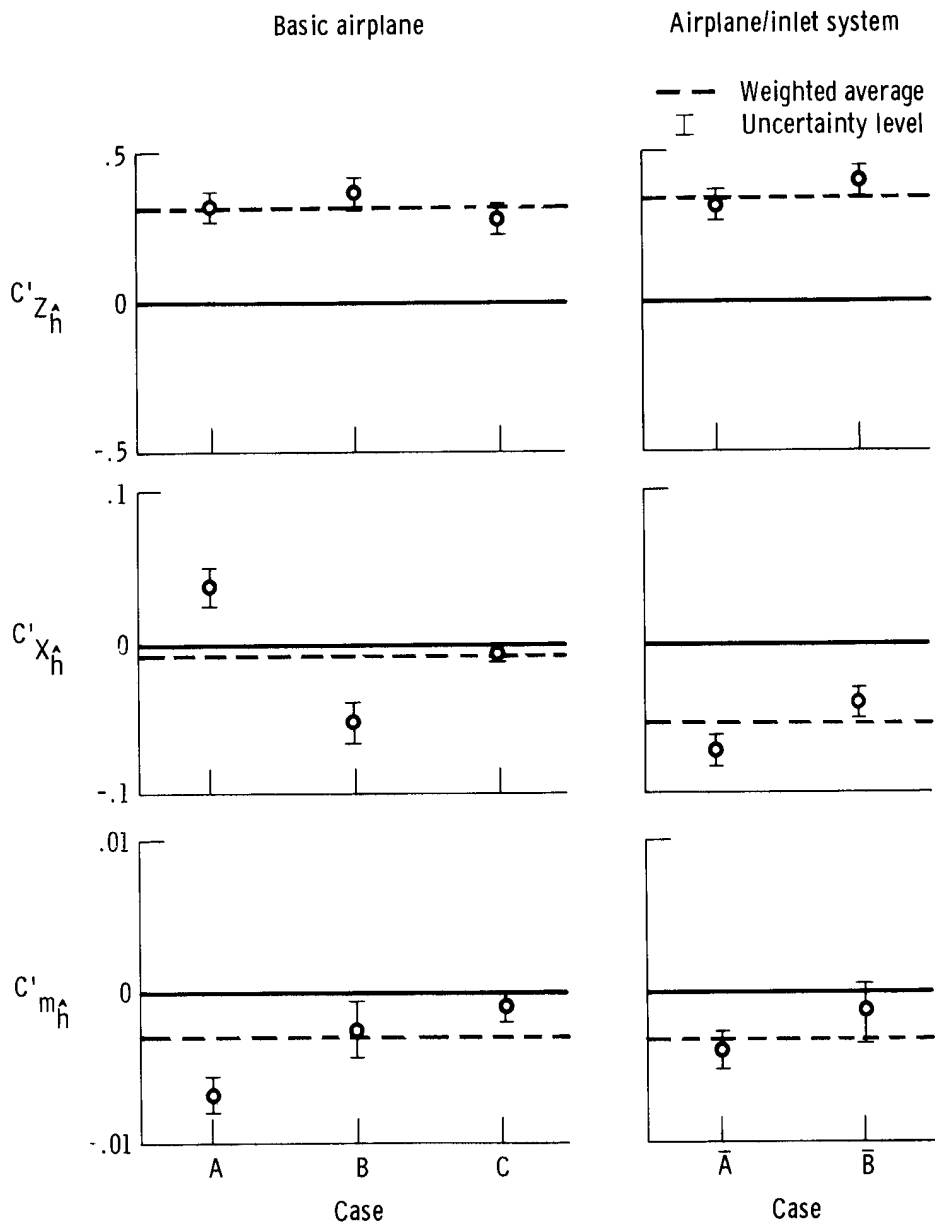 Basic airplane
Airplane/inlet system
Weighted average
Uncertainty level
.5
C'Zĥ
0
-.5
.1
C'Xĥ
0
-.1
.01
C'mĥ
0
-.01
A B C
Ā B̄
Case
Case